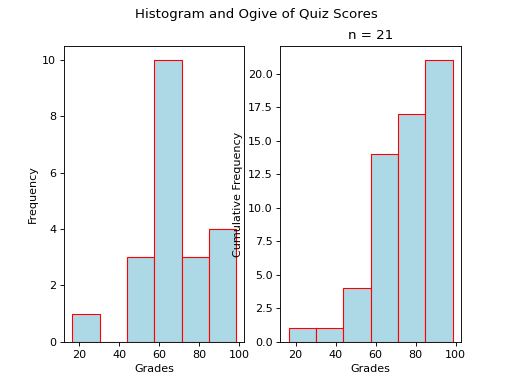 Histogram and Ogive of Quiz Scores
n = 21
Frequency
10
8
6
4
2
0
20 40 60 80 100
Grades
Cumulative Frequency
20.0
17.5
15.0
12.5
10.0
7.5
5.0
2.5
0.0
20 40 60 80 100
Grades